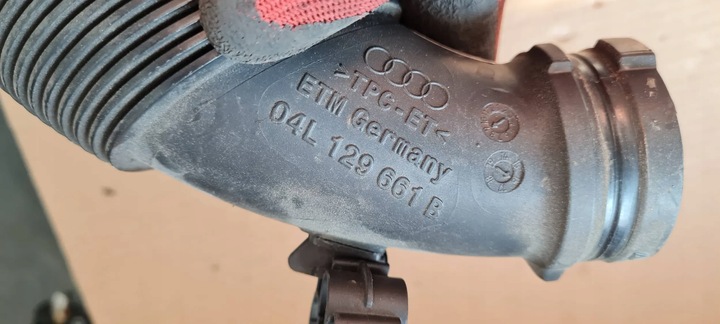 >TPC-ET<
ETM Germany
04L 129 661 B